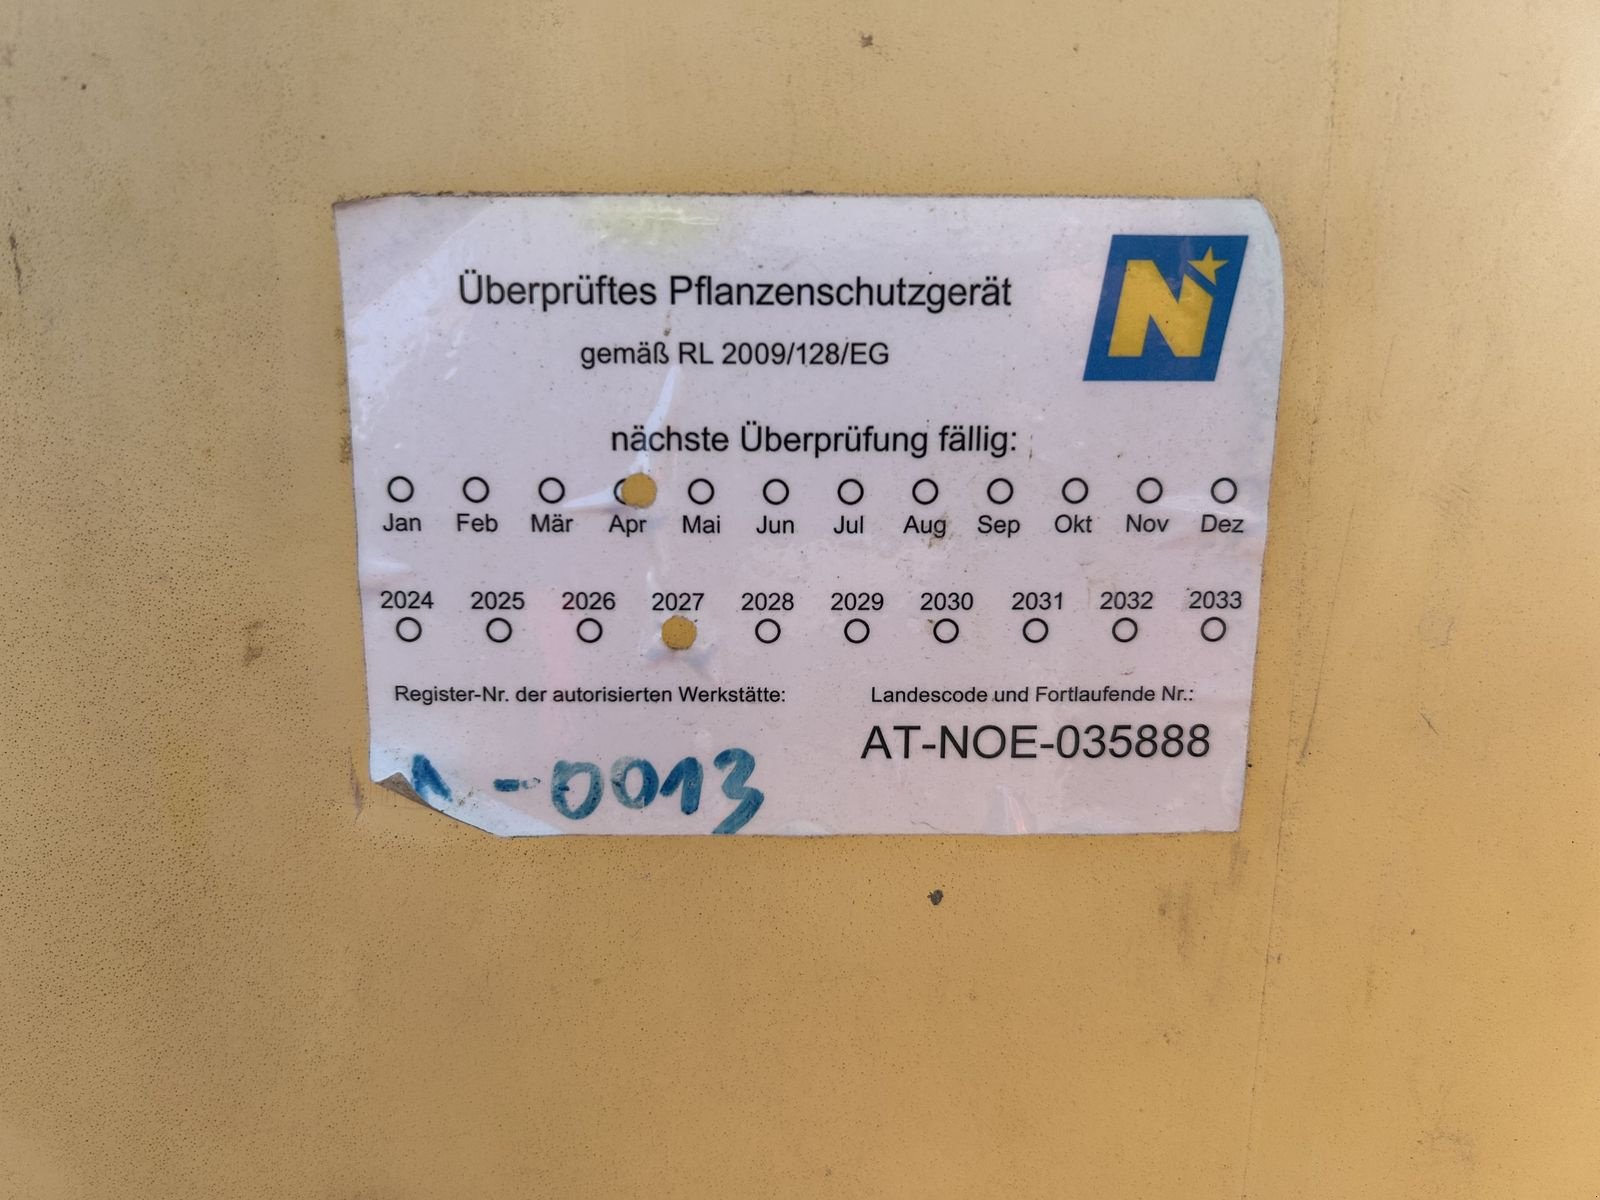 Überprüftes Pflanzenschutzgerät
N
gemäß RL 2009/128/EG
nächste Überprüfung fällig:
Jan Feb Mär Apr Mai Jun Jul Aug Sep Okt Nov Dez
2024 2025 2026 2027 2028 2029 2030 2031 2032 2033
Register-Nr. der autorisierten Werkstätte: Landescode und Fortlaufende Nr.:
AT-NOE-035888
-0013